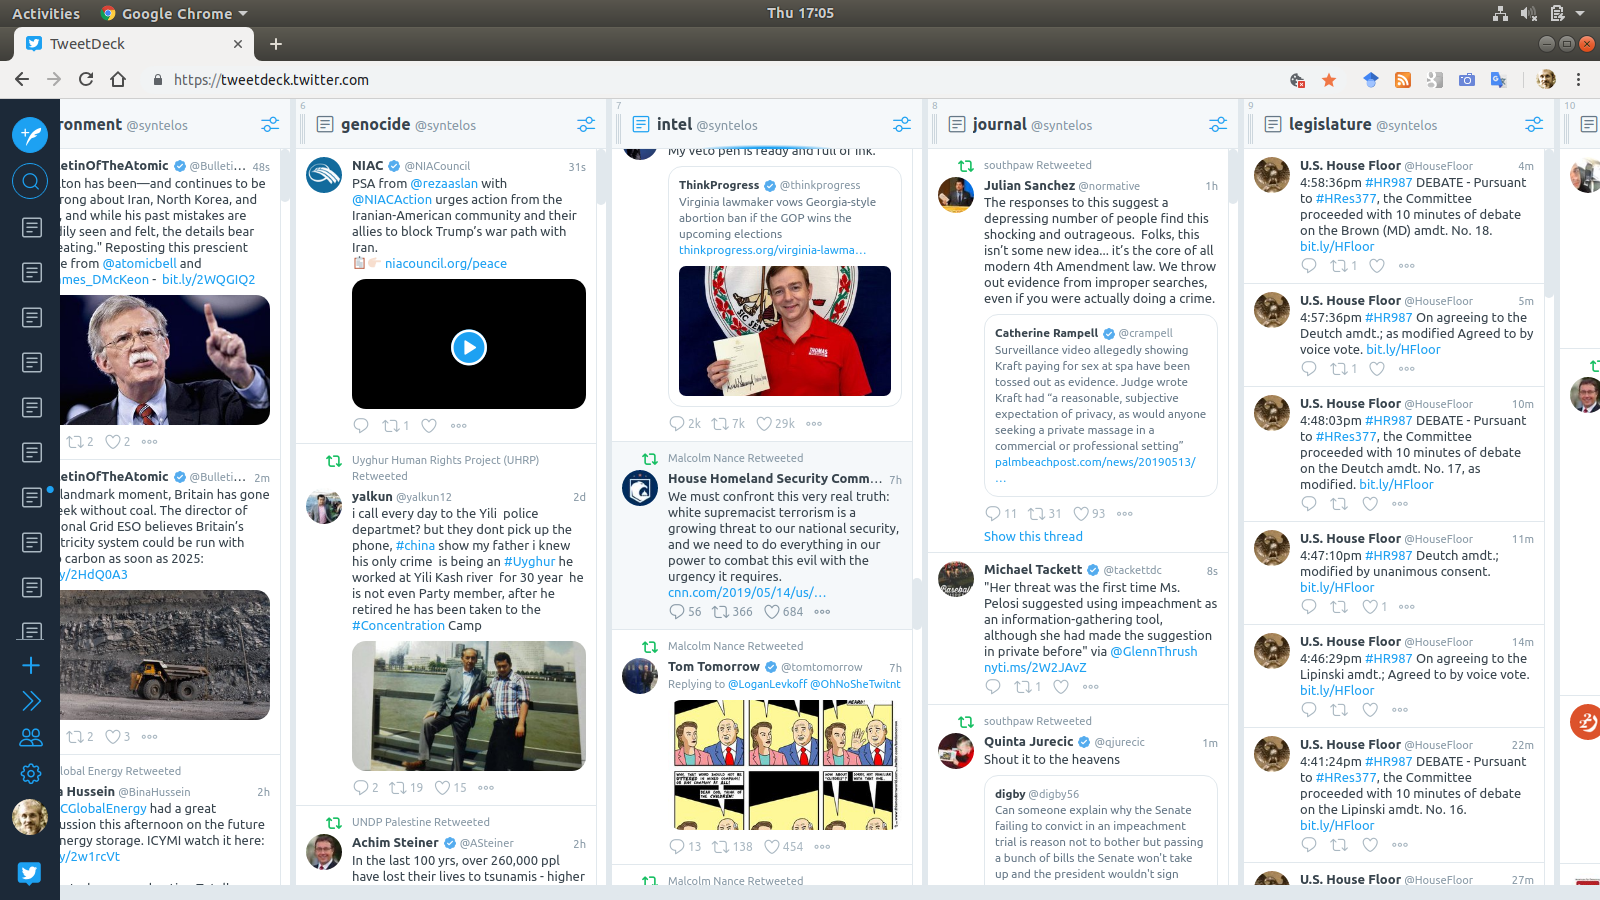 Activities
Google Chrome
Thu 17:05
TweetDeck
https://tweetdeck.twitter.com
ronment @syntelos
etinOfTheAtomic @Bulleti... 48s
ton has been—and continues to be
rong about Iran, North Korea, and
, and while his past mistakes are
dily seen and felt, the details bear
eating." Reposting this prescient
e from @atomicbell and
ames_DMcKeon - bit.ly/2WQGIQ2
2 2
etinOfTheAtomic @Bulleti... 2m
landmark moment, Britain has gone
eek without coal. The director of
onal Grid ESO believes Britain's
tricity system could be run with
o carbon as soon as 2025:
y/2HdQ0A3
2 3
lobal Energy Retweeted
a Hussein @BinaHussein 2h
CGlobalEnergy had a great
ussion this afternoon on the future
nergy storage. ICYMI watch it here:
y/2w1rcVt
6
genocide @syntelos
NIAC @NIACouncil 31s
PSA from @rezaaslan with
@NIACAction urges action from the
Iranian-American community and their
allies to block Trump's war path with
Iran.
niacouncil.org/peace
1
Uyghur Human Rights Project (UHRP)
Retweeted
yalkun @yalkun12 2d
i call every day to the Yili police
departmet? but they dont pick up the
phone, #china show my father i knew
his only crime is being an #Uyghur he
worked at Yili Kash river for 30 year he
is not even Party member, after he
retired he has been taken to the
#Concentration Camp
2 19 15
UNDP Palestine Retweeted
Achim Steiner @ASteiner 2h
In the last 100 yrs, over 260,000 ppl
have lost their lives to tsunamis - higher
7
intel @syntelos
My veto pen is ready and full of ink.
ThinkProgress @thinkprogress
Virginia lawmaker vows Georgia-style
abortion ban if the GOP wins the
upcoming elections
thinkprogress.org/virginia-lawma...
THOMAS
2k 7k 29k
Malcolm Nance Retweeted
House Homeland Security Comm... 7h
We must confront this very real truth:
white supremacist terrorism is a
growing threat to our national security,
and we need to do everything in our
power to combat this evil with the
urgency it requires.
cnn.com/2019/05/14/us/...
56 366 684
Malcolm Nance Retweeted
Tom Tomorrow @tomtomorrow 7h
Replying to @LoganLevkoff @OhNoSheTwitnt
13 138 454
Malcolm Nance Retweeted
8
journal @syntelos
southpaw Retweeted
Julian Sanchez @normative 1h
The responses to this suggest a
depressing number of people find this
shocking and outrageous. Folks, this
isn't some new idea... it's the core of all
modern 4th Amendment law. We throw
out evidence from improper searches,
even if you were actually doing a crime.
Catherine Rampell @crampell
Surveillance video allegedly showing
Kraft paying for sex at spa have been
tossed out as evidence. Judge wrote
Kraft had "a reasonable, subjective
expectation of privacy, as would anyone
seeking a private massage in a
commercial or professional setting"
palmbeachpost.com/news/20190513/
...
11 31 93
Show this thread
Michael Tackett @tackettdc 8s
"Her threat was the first time Ms.
Pelosi suggested using impeachment as
an information-gathering tool,
although she had made the suggestion
in private before" via @GlennThrush
nyti.ms/2W2JAvZ
1
southpaw Retweeted
Quinta Jurecic @qjurecic 1m
Shout it to the heavens
digby @digby56
Can someone explain why the Senate
failing to convict in an impeachment
trial is reason not to bother but passing
a bunch of bills the Senate won't take
up and the president wouldn't sign
9
legislature @syntelos
U.S. House Floor @HouseFloor 4m
4:58:36pm #HR987 DEBATE - Pursuant
to #HRes377, the Committee
proceeded with 10 minutes of debate
on the Brown (MD) amdt. No. 18.
bit.ly/HFloor
1
U.S. House Floor @HouseFloor 5m
4:57:36pm #HR987 On agreeing to the
Deutch amdt.; as modified Agreed to by
voice vote. bit.ly/HFloor
1
U.S. House Floor @HouseFloor 10m
4:48:03pm #HR987 DEBATE - Pursuant
to #HRes377, the Committee
proceeded with 10 minutes of debate
on the Deutch amdt. No. 17, as
modified. bit.ly/HFloor
U.S. House Floor @HouseFloor 11m
4:47:10pm #HR987 Deutch amdt.;
modified by unanimous consent.
bit.ly/HFloor
1
U.S. House Floor @HouseFloor 14m
4:46:29pm #HR987 On agreeing to the
Lipinski amdt.; Agreed to by voice vote.
bit.ly/HFloor
U.S. House Floor @HouseFloor 22m
4:41:24pm #HR987 DEBATE - Pursuant
to #HRes377, the Committee
proceeded with 10 minutes of debate
on the Lipinski amdt. No. 16.
bit.ly/HFloor
U.S. House Floor @HouseFloor 27m
10